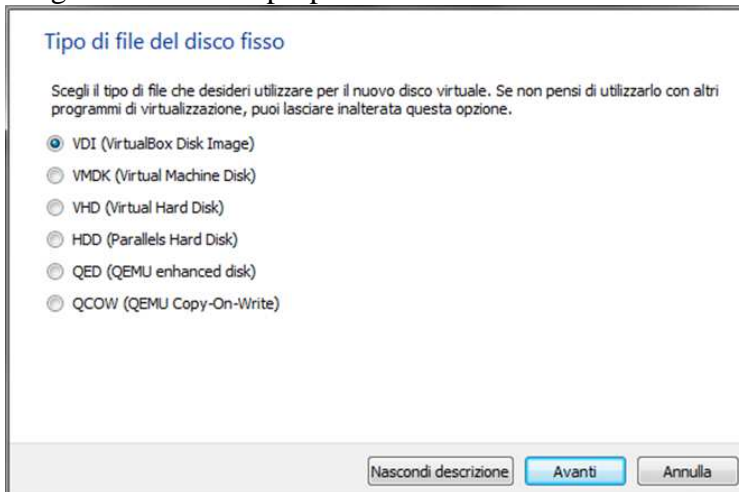 Tipo di file del disco fisso
Scegli il tipo di file che desideri utilizzare per il nuovo disco virtuale. Se non pensi di utilizzarlo con altri
programmi di virtualizzazione, puoi lasciare inalterata questa opzione.
VDI (VirtualBox Disk Image)
VMDK (Virtual Machine Disk)
VHD (Virtual Hard Disk)
HDD (Parallels Hard Disk)
QED (QEMU enhanced disk)
QCOW (QEMU Copy-On-Write)
Nascondi descrizione Avanti Annulla